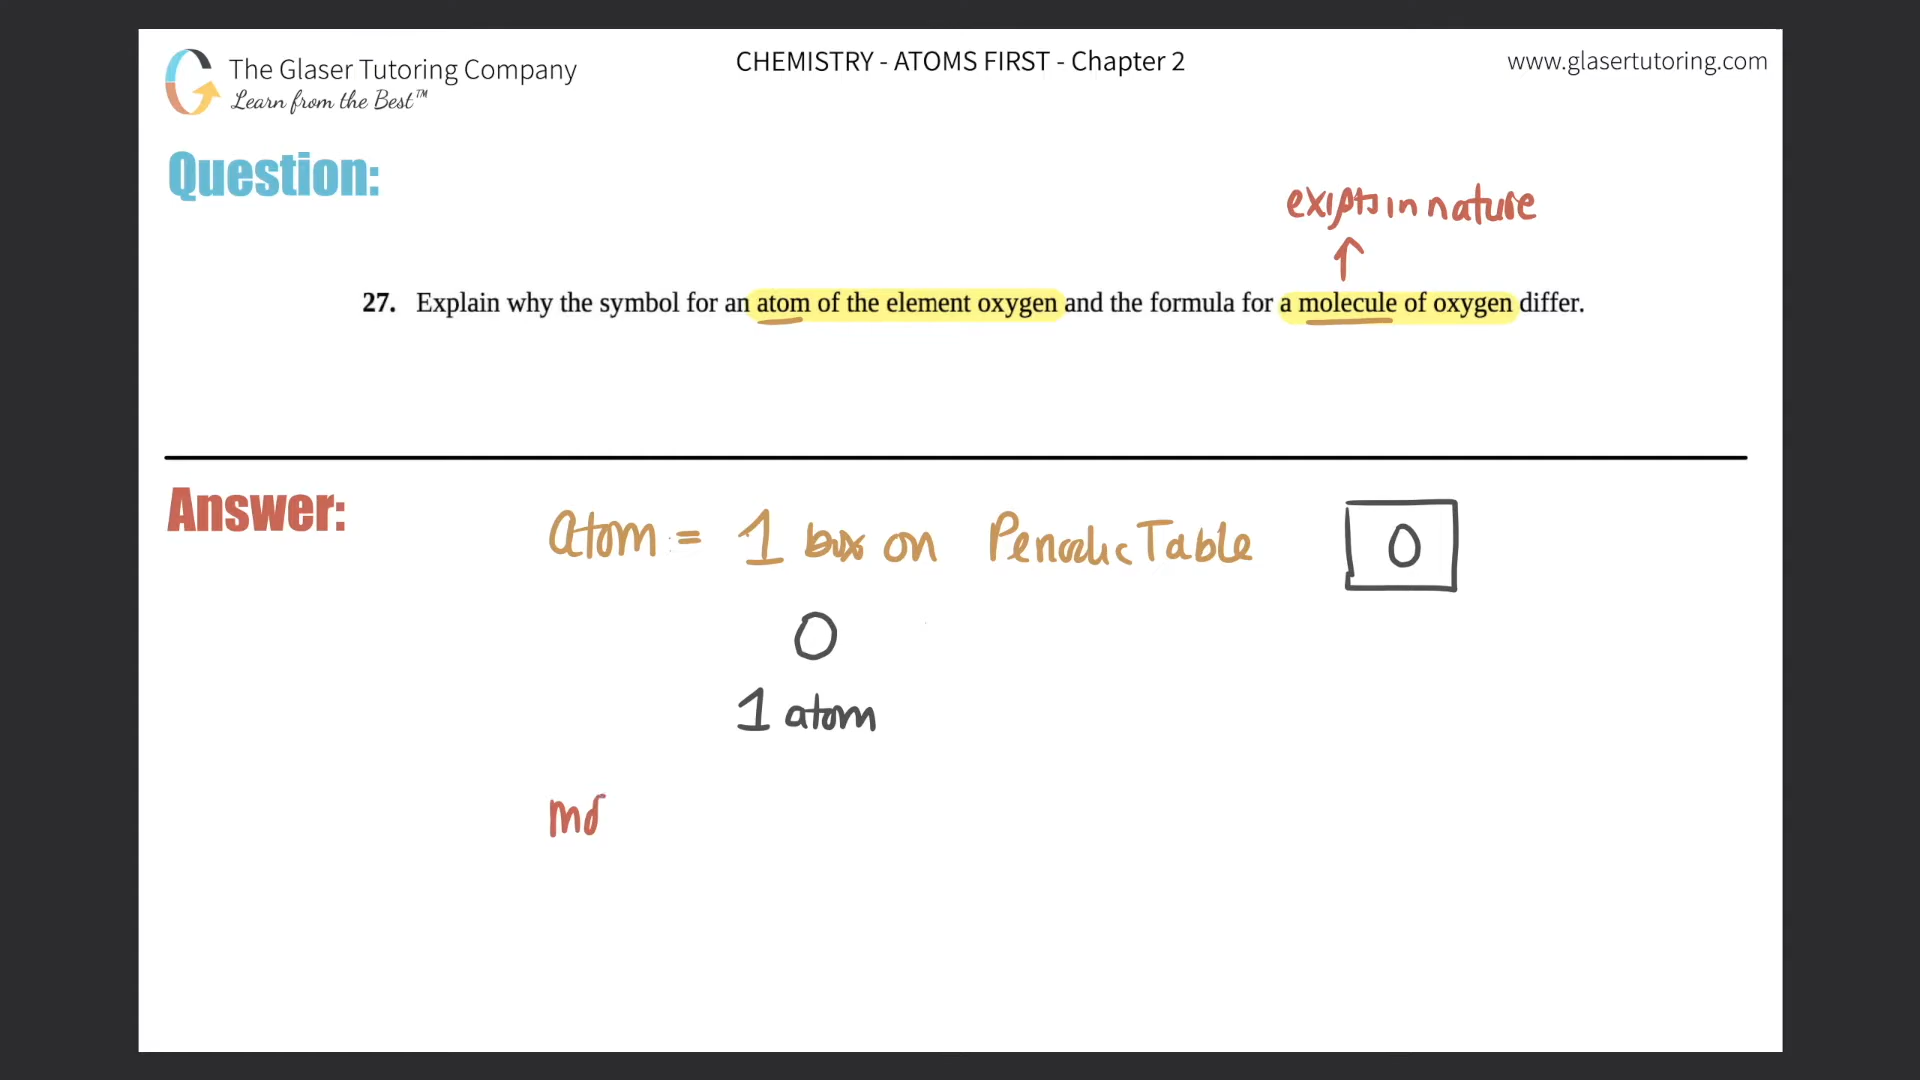 The Glaser Tutoring Company
Learn from the Best™
CHEMISTRY - ATOMS FIRST - Chapter 2
www.glasertutoring.com
Question:
exists in nature
↑
27. Explain why the symbol for an atom of the element oxygen and the formula for a molecule of oxygen differ.
Answer:
atom = 1 box on Periodic Table
O
O
1 atom
mo